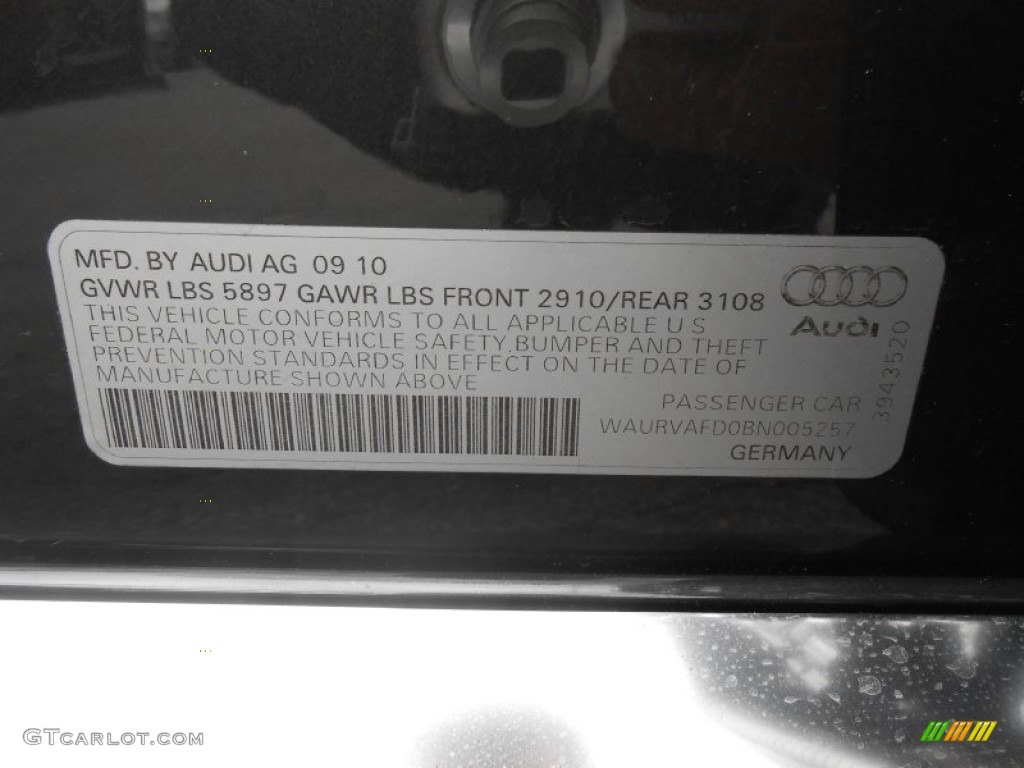 MFD. BY AUDI AG 09 10
GVWR LBS 5897 GAWR LBS FRONT 2910/REAR 3108
THIS VEHICLE CONFORMS TO ALL APPLICABLE U S
FEDERAL MOTOR VEHICLE SAFETY, BUMPER AND THEFT
PREVENTION STANDARDS IN EFFECT ON THE DATE OF
MANUFACTURE SHOWN ABOVE
Audi
3943520
PASSENGER CAR
WAURVAFD0BN005257
GERMANY
GTCARLOT.COM